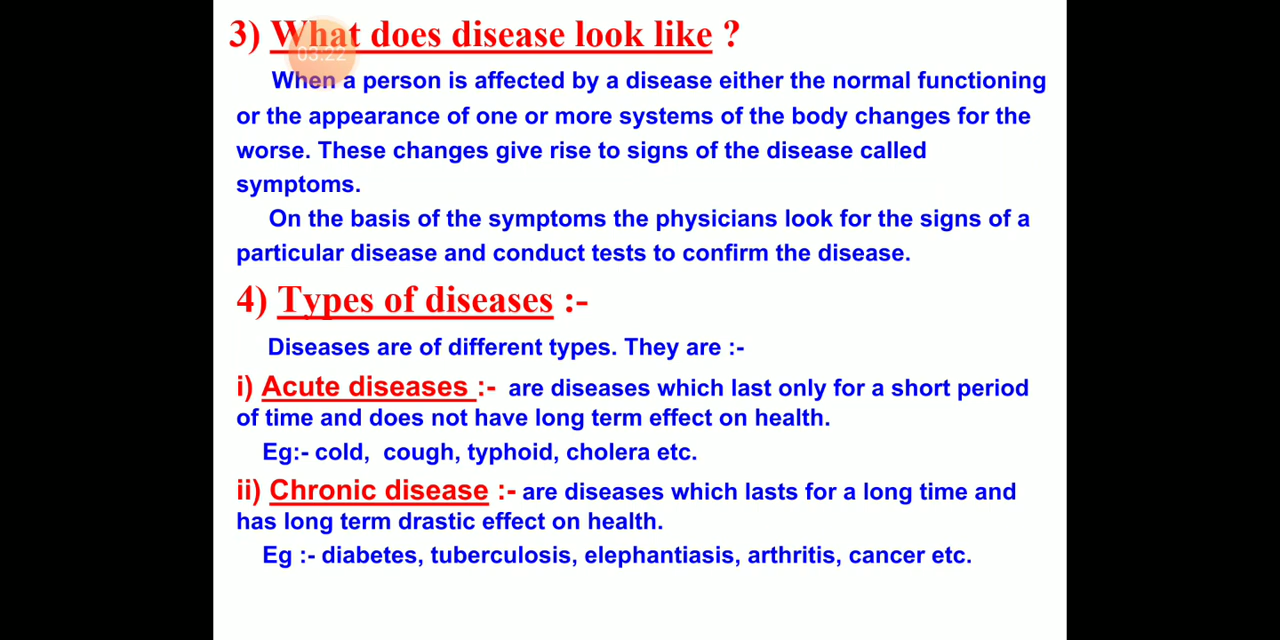 3) What does disease look like ?
03:22
When a person is affected by a disease either the normal functioning
or the appearance of one or more systems of the body changes for the
worse. These changes give rise to signs of the disease called
symptoms.
On the basis of the symptoms the physicians look for the signs of a
particular disease and conduct tests to confirm the disease.
4) Types of diseases :-
Diseases are of different types. They are :-
i) Acute diseases :- are diseases which last only for a short period
of time and does not have long term effect on health.
Eg:- cold, cough, typhoid, cholera etc.
ii) Chronic disease :- are diseases which lasts for a long time and
has long term drastic effect on health.
Eg :- diabetes, tuberculosis, elephantiasis, arthritis, cancer etc.